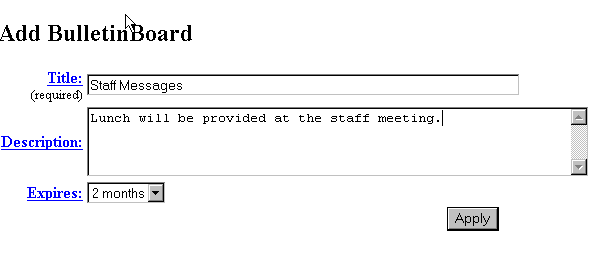 Add BulletinBoard
Title:
Staff Messages
(required)
Lunch will be provided at the staff meeting.
Description:
Expires:
2 months
Apply